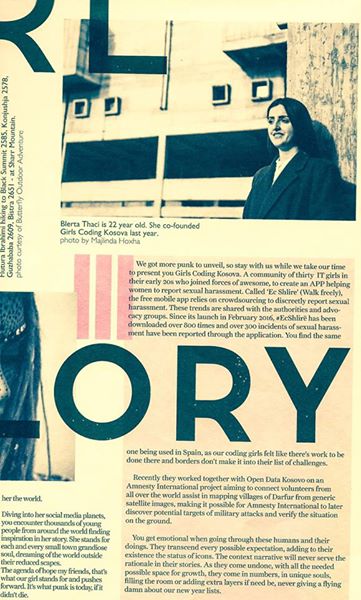 RL
Hutura Ibrahimi hiking to Black Summit 2585, Konjushja 2578,
Guzhbaba 2609, Bistra 2651 - at Sharr Mountain.
photo courtesy of Butterfly Outdoor Adventure
Blerta Thaci is 22 year old. She co-founded
Girls Coding Kosova last year.
photo by Majlinda Hoxha
We got more punk to unveil, so stay with us while we take our time
to present you Girls Coding Kosova. A community of thirty IT girls in
their early 20s who joined forces of awesome, to create an APP helping
women to report sexual harassment. Called 'Ec Shlire' (Walk freely),
the free mobile app relies on crowdsourcing to discreetly report sexual
harassment. These trends are shared with the authorities and advo-
cacy groups. Since its launch in February 2016, #EcShlirë has been
downloaded over 800 times and over 300 incidents of sexual harass-
ment have been reported through the application. You find the same
LORY
one being used in Spain, as our coding girls felt like there's work to be
done there and borders don't make it into their list of challenges.
Recently they worked together with Open Data Kosovo on an
Amnesty International project aiming to connect volunteers from
all over the world assist in mapping villages of Darfur from generic
satellite images, making it possible for Amnesty International to later
discover potential targets of military attacks and verify the situation
on the ground.
You get emotional when going through these humans and their
doings. They transcend every possible expectation, adding to their
existence the status of icons. The context narrative will never serve the
rationale in their stories. As they come undone, with all the needed
possible space for growth, they come in numbers, in unique souls,
filling the room or adding extra layers if need be, never giving a flying
damn about our new year lists.
her the world.
Diving into her social media planets,
you encounter thousands of young
people from around the world finding
inspiration in her story. She stands for
each and every small town grandiose
soul, dreaming of the world outside
their reduced scapes.
The agenda of hope my friends, that's
what our girl stands for and pushes
forward. It's what punk is today, if it
didn't die.